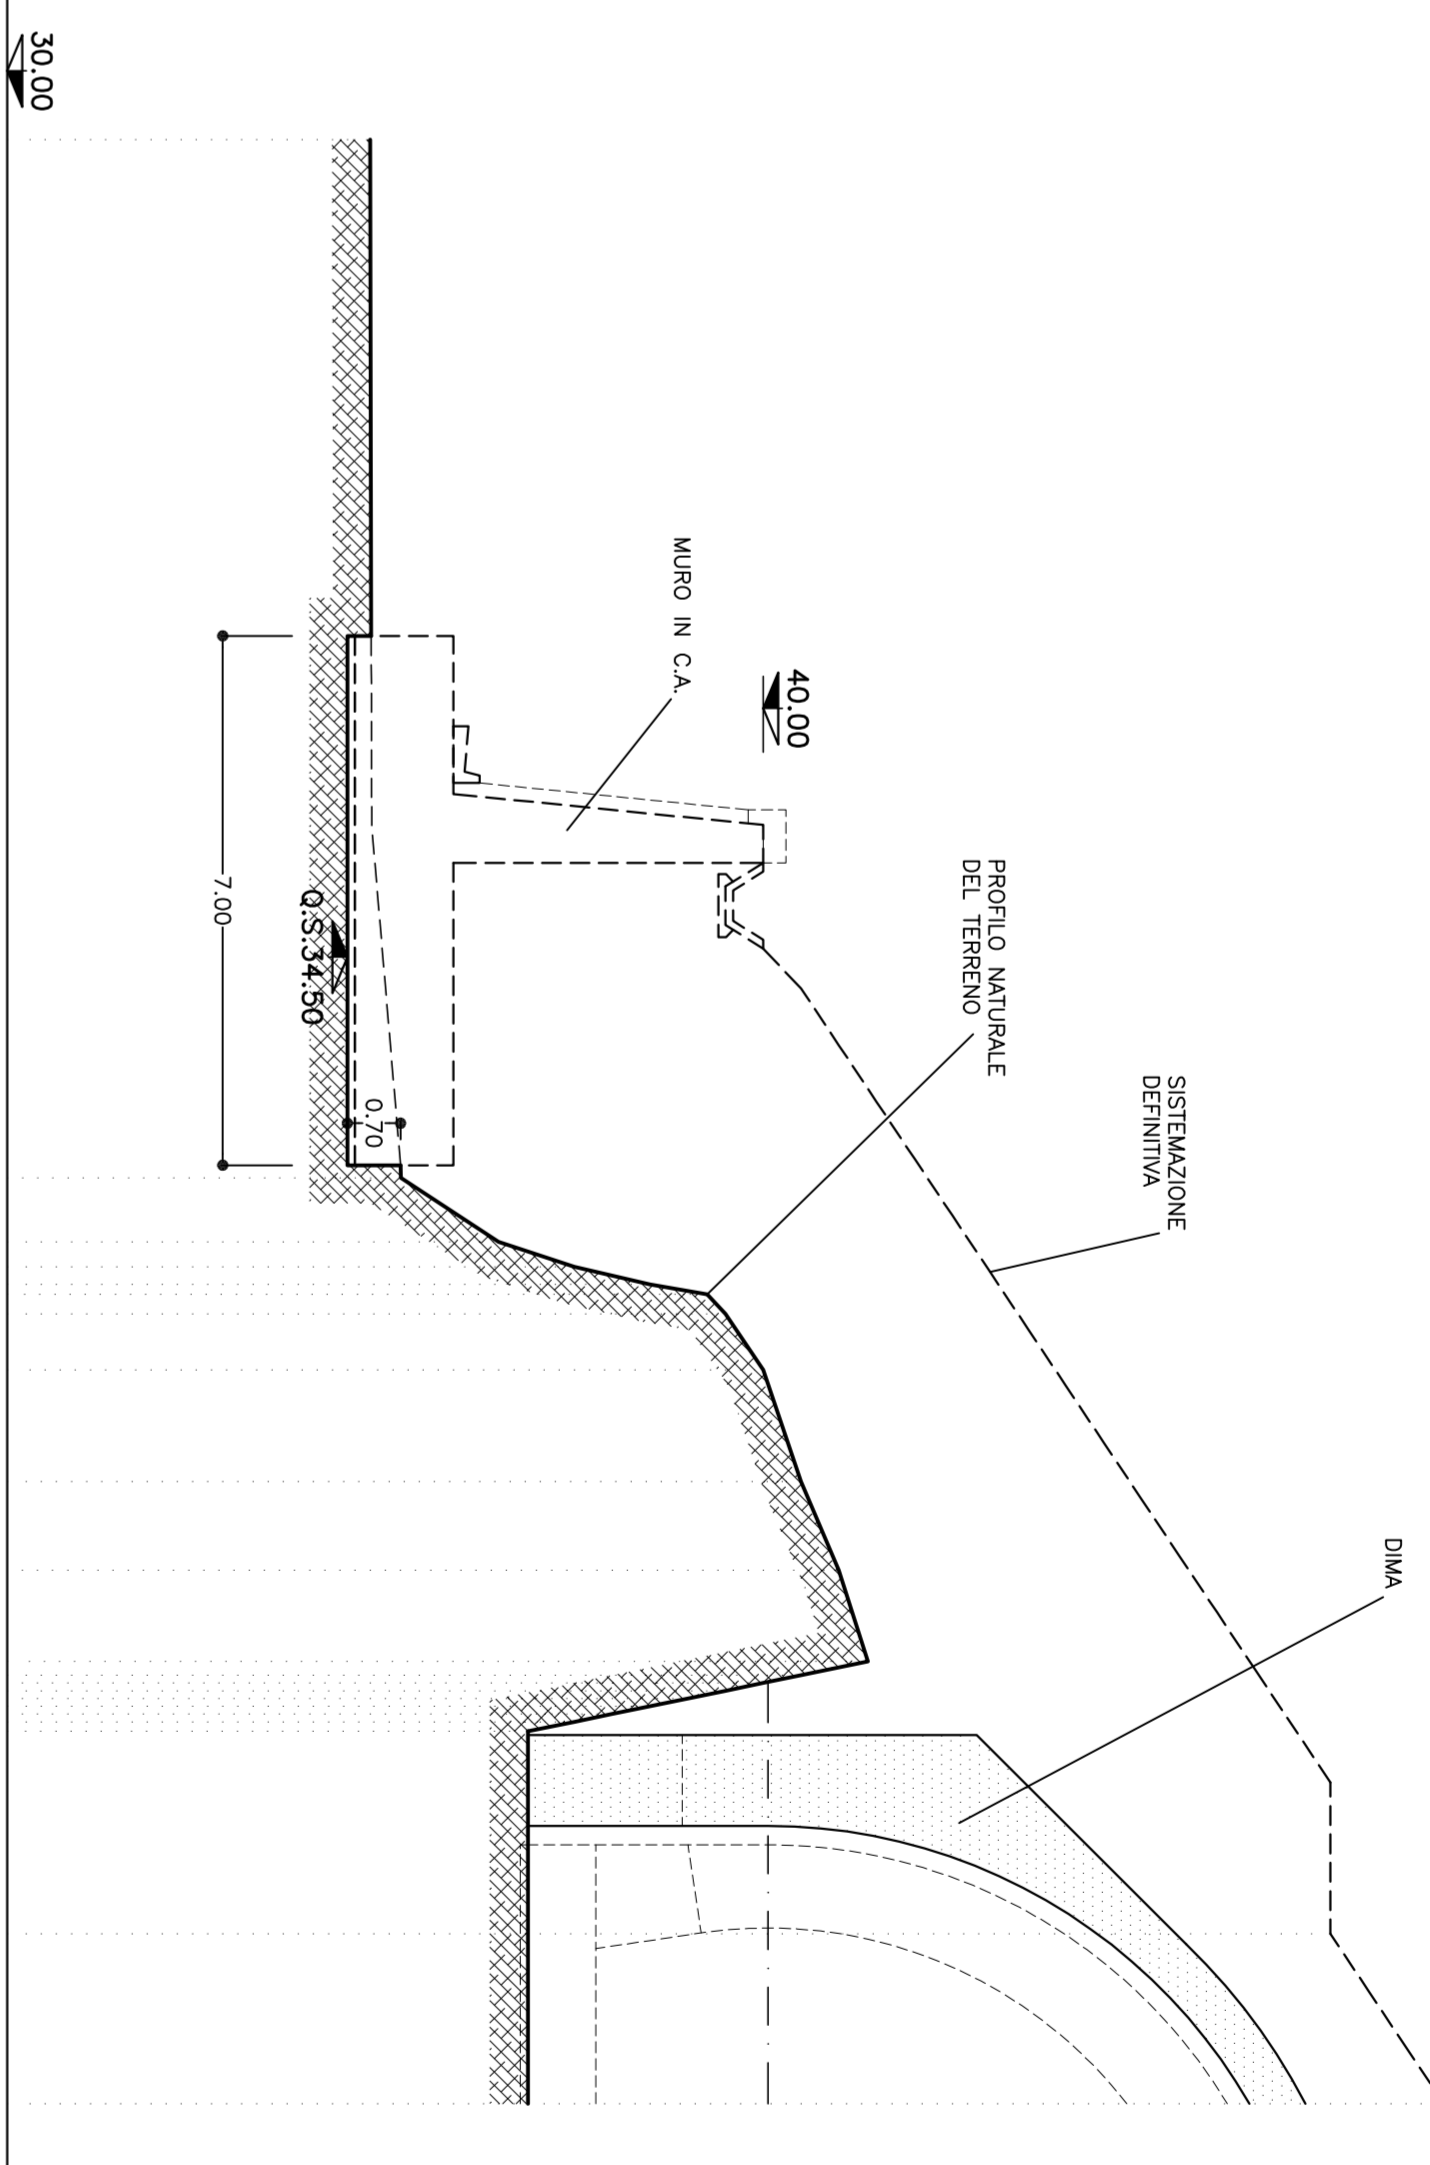 30.00
MURO IN C.A.
40.00
PROFILO NATURALE
DEL TERRENO
SISTEMAZIONE
DEFINITIVA
DIMA
7.00
Q.S.34.50
0.70